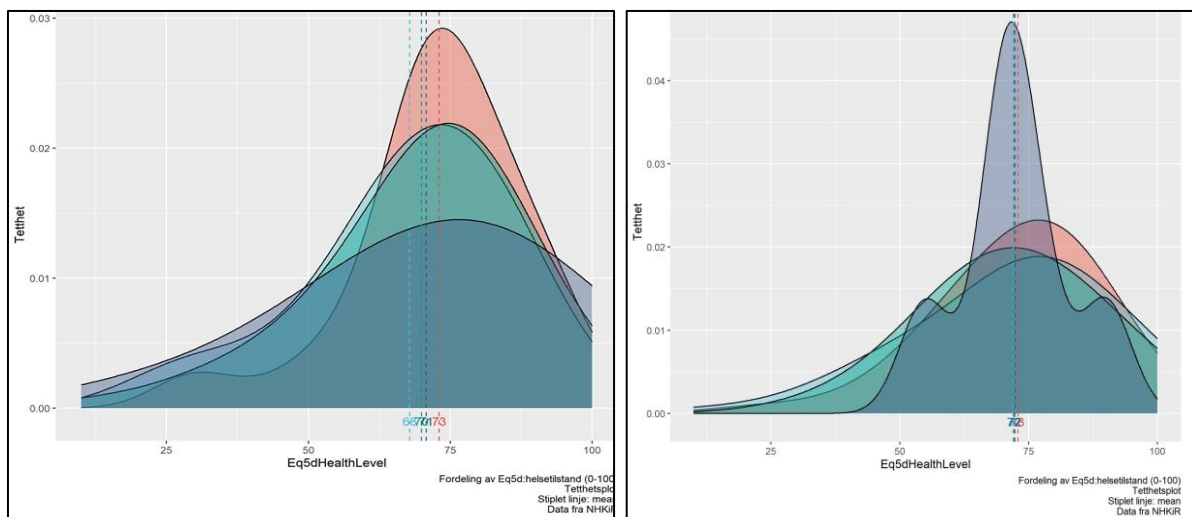 0.03
0.02
0.01
0.00
Tetthet
68
73
25
50
75
100
Eq5dHealthLevel
Fordeling av Eq5d:helsetilstand (0-100)
Tetthetsplot
Stiplet linje: mean
Data fra NHKiR
0.04
0.03
0.02
0.01
0.00
Tetthet
25
50
75
100
Eq5dHealthLevel
Fordeling av Eq5d:helsetilstand (0-100)
Tetthetsplot
Stiplet linje: mean
Data fra NHKiR